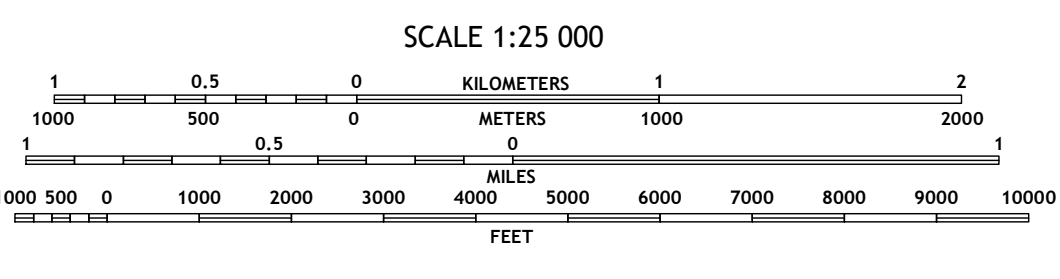 SCALE 1:25 000
1 0.5 0 KILOMETERS 1 2
1000 500 0 METERS 1000 2000
1 0.5 0 1
MILES
000 500 0 1000 2000 3000 4000 5000 6000 7000 8000 9000 10000
FEET